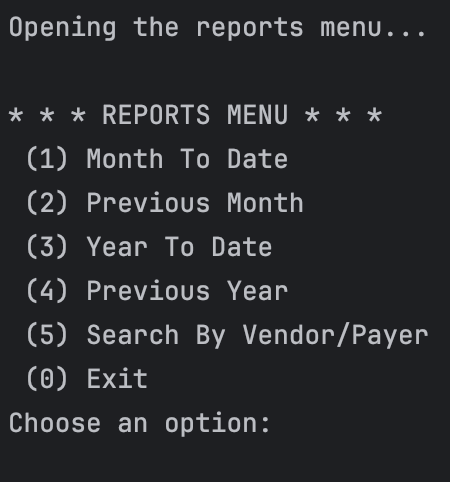 Opening the reports menu...
* * * REPORTS MENU * * *
(1) Month To Date
(2) Previous Month
(3) Year To Date
(4) Previous Year
(5) Search By Vendor/Payer
(0) Exit
Choose an option: